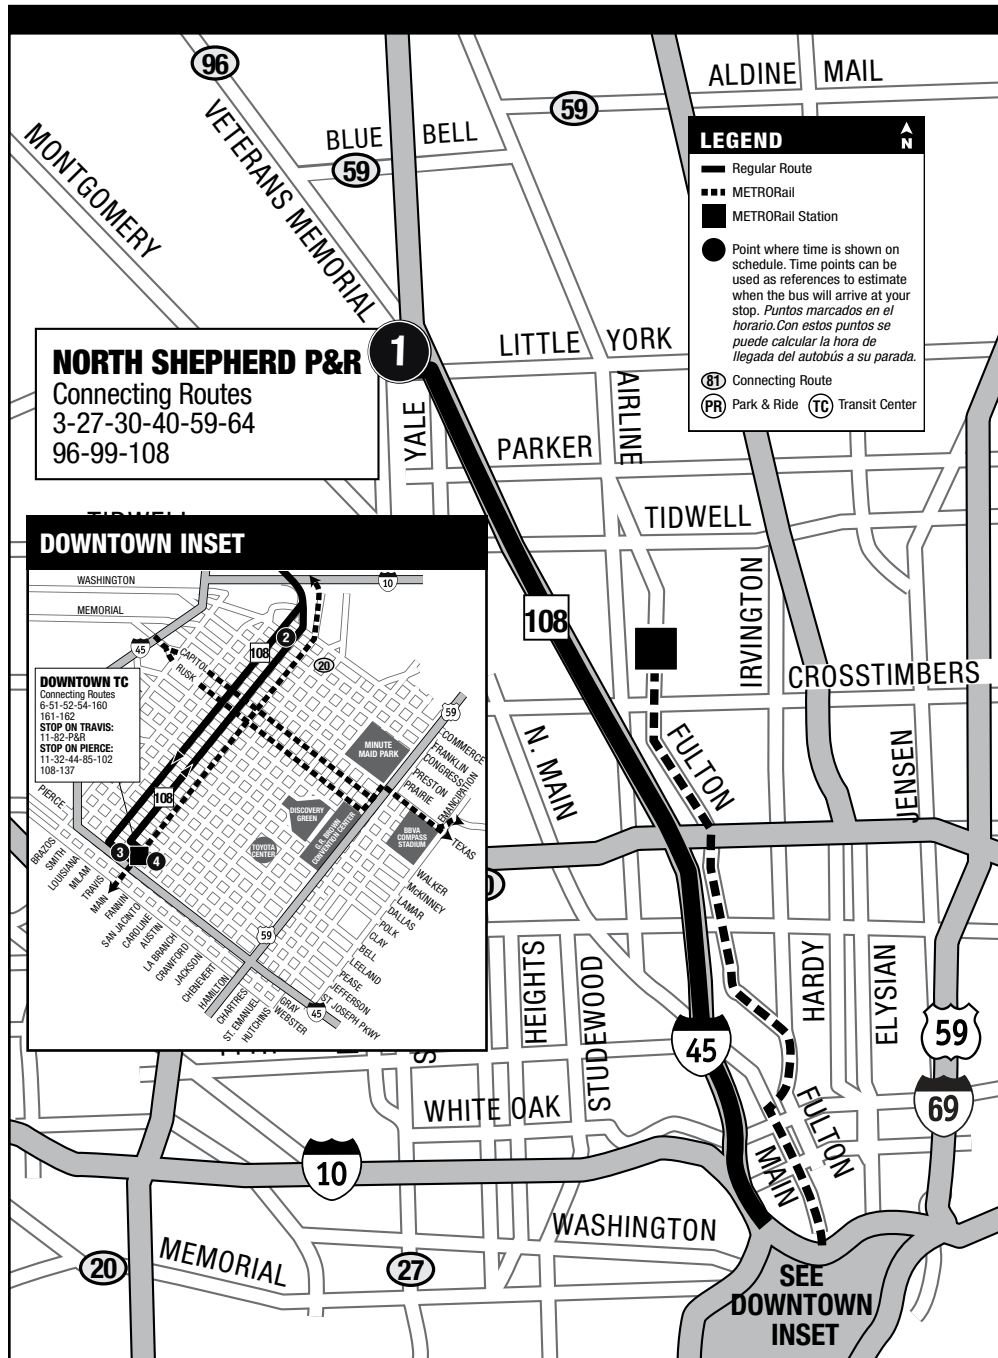 96
ALDINE MAIL
59
VETERANS MEMORIAL
MONTGOMERY
BLUE BELL
59
LEGEND
N
Regular Route
METRORail
METRORail Station
Point where time is shown on
schedule. Time points can be
used as references to estimate
when the bus will arrive at your
stop. Puntos marcados en el
horario.Con estos puntos se
puede calcular la hora de
llegada del autobús a su parada.
81 Connecting Route
PR Park & Ride TC Transit Center
NORTH SHEPHERD P&R
Connecting Routes
3-27-30-40-59-64
96-99-108
1
LITTLE YORK
YALE
AIRLINE
PARKER
TIDWELL
TIDWELL
108
IRVINGTON
CROSSTIMBERS
N. MAIN
FULTON
JENSEN
HEIGHTS
STUDEWOOD
HARDY
ELYSIAN
45
59
69
WHITE OAK
FULTON
MAIN
10
WASHINGTON
MEMORIAL
20
27
SEE
DOWNTOWN
INSET
DOWNTOWN INSET
WASHINGTON
10
MEMORIAL
2
45
108
20
CAPITOL
RUSK
DOWNTOWN TC
Connecting Routes
6-51-52-54-160
161-162
STOP ON TRAVIS:
11-82-P&R
STOP ON PIERCE:
11-32-44-85-102
108-137
59
MINUTE
MAID PARK
COMMERCE
FRANKLIN
CONGRESS
PRESTON
PRAIRIE
EMANCIPATION
TEXAS
108
DISCOVERY
GREEN
G.R. BROWN
CONVENTION CENTER
BBVA
COMPASS
STADIUM
TOYOTA
CENTER
PIERCE
3
4
BRAZOS
SMITH
LOUISIANA
MILAM
TRAVIS
MAIN
FANNIN
SAN JACINTO
CAROLINE
AUSTIN
LA BRANCH
CRAWFORD
JACKSON
CHENEVERT
HAMILTON
CHARTRES
ST. EMANUEL
HUTCHINS
WALKER
McKINNEY
LAMAR
DALLAS
POLK
CLAY
BELL
LEELAND
PEASE
JEFFERSON
ST JOSEPH PKWY
GRAY
WEBSTER
59
45